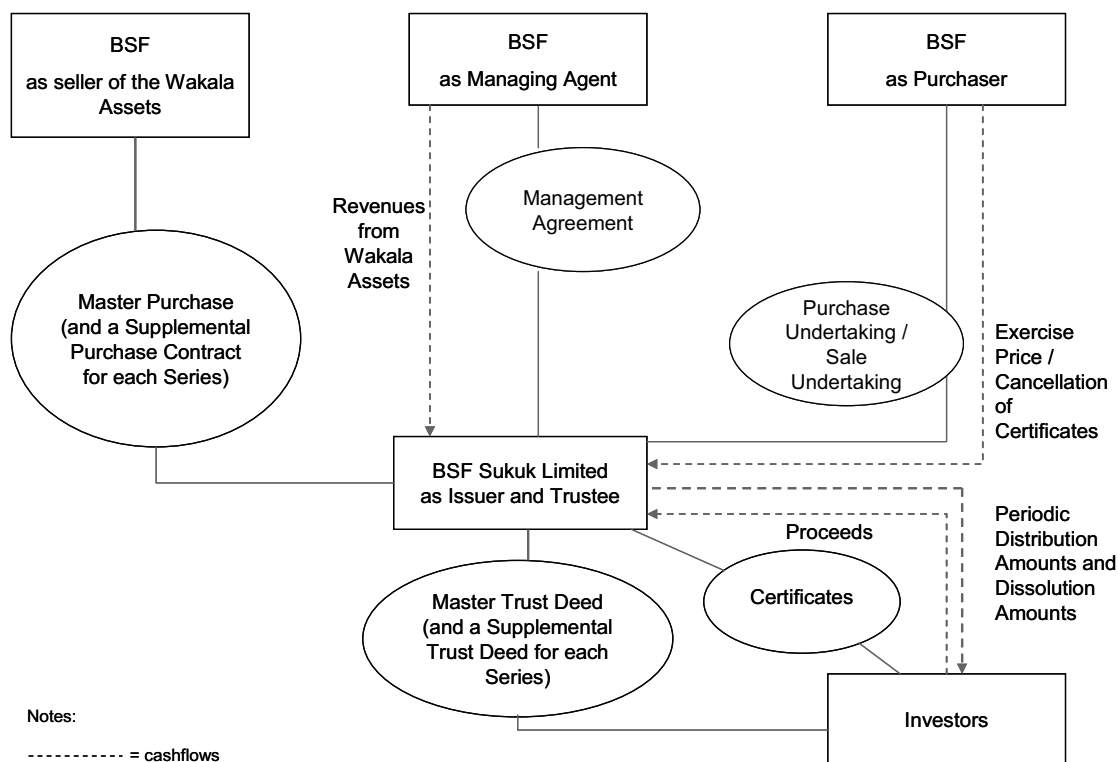 BSF
as seller of the Wakala
Assets
BSF
as Managing Agent
BSF
as Purchaser
Revenues
from
Wakala
Assets
Management
Agreement
Master Purchase
(and a Supplemental
Purchase Contract
for each Series)
Purchase
Undertaking /
Sale
Undertaking
Exercise
Price /
Cancellation
of
Certificates
BSF Sukuk Limited
as Issuer and Trustee
Proceeds
Periodic
Distribution
Amounts and
Dissolution
Amounts
Master Trust Deed
(and a Supplemental
Trust Deed for each
Series)
Certificates
Investors
Notes:
------------- = cashflows